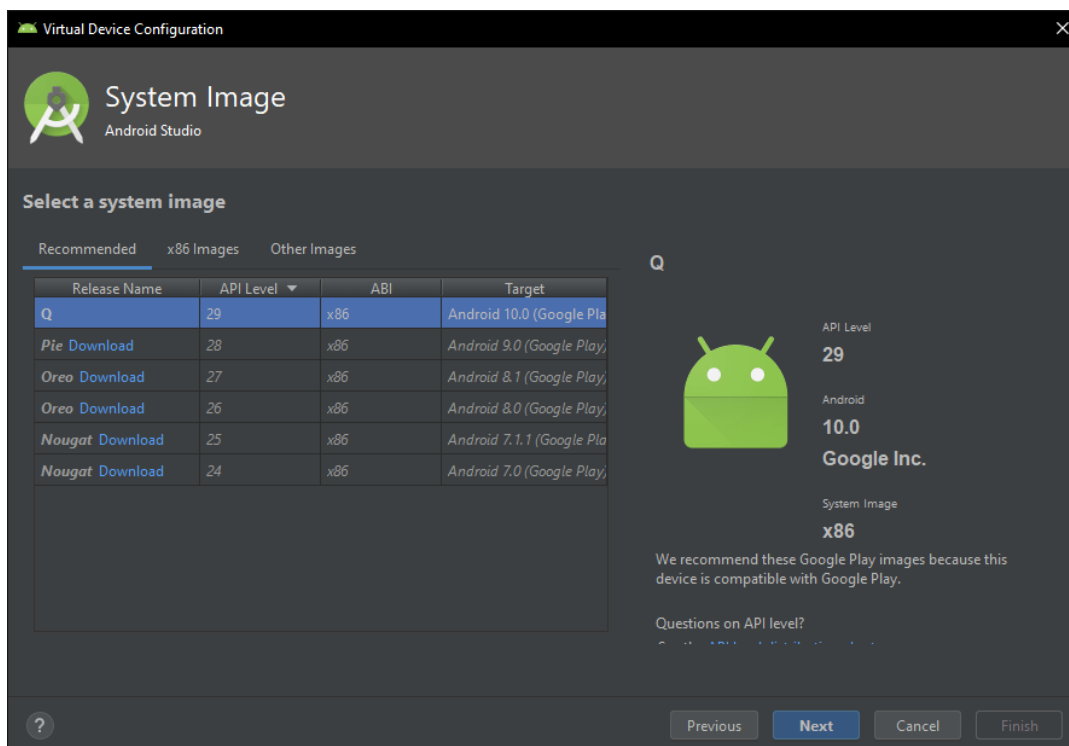 Virtual Device Configuration
System Image
Android Studio
Select a system image
Recommended x86 Images Other Images
Release Name API Level ABI Target
Q 29 x86 Android 10.0 (Google Pla
Pie Download 28 x86 Android 9.0 (Google Play)
Oreo Download 27 x86 Android 8.1 (Google Play)
Oreo Download 26 x86 Android 8.0 (Google Play)
Nougat Download 25 x86 Android 7.1.1 (Google Pla
Nougat Download 24 x86 Android 7.0 (Google Play)
Q
API Level
29
Android
10.0
Google Inc.
System Image
x86
We recommend these Google Play images because this
device is compatible with Google Play.
Questions on API level?
?
Previous Next Cancel Finish